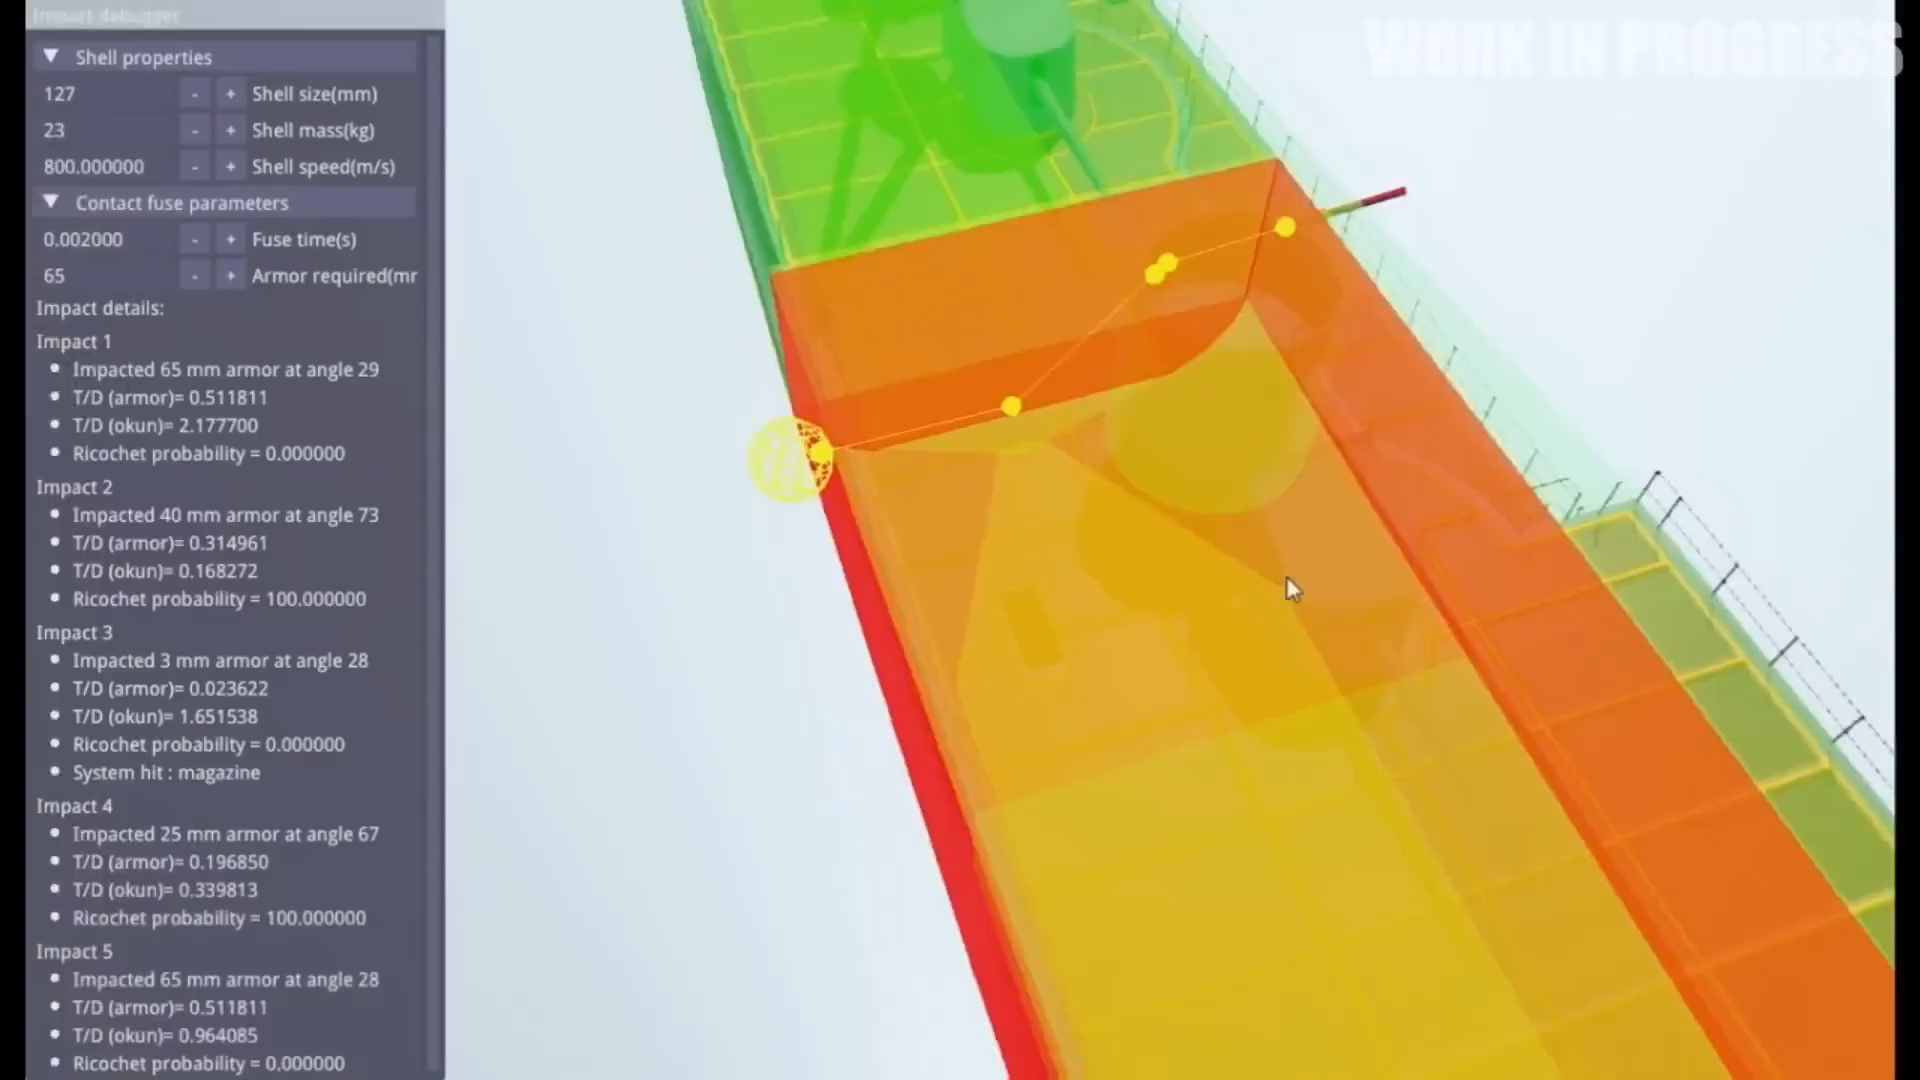 Impact debugger
WORK IN PROGRESS
Shell properties
127 - + Shell size(mm)
23 - + Shell mass(kg)
800.000000 - + Shell speed(m/s)
Contact fuse parameters
0.002000 - + Fuse time(s)
65 - + Armor required(mr
Impact details:
Impact 1
Impacted 65 mm armor at angle 29
T/D (armor)= 0.511811
T/D (okun)= 2.177700
Ricochet probability = 0.000000
Impact 2
Impacted 40 mm armor at angle 73
T/D (armor)= 0.314961
T/D (okun)= 0.168272
Ricochet probability = 100.000000
Impact 3
Impacted 3 mm armor at angle 28
T/D (armor)= 0.023622
T/D (okun)= 1.651538
Ricochet probability = 0.000000
System hit : magazine
Impact 4
Impacted 25 mm armor at angle 67
T/D (armor)= 0.196850
T/D (okun)= 0.339813
Ricochet probability = 100.000000
Impact 5
Impacted 65 mm armor at angle 28
T/D (armor)= 0.511811
T/D (okun)= 0.964085
Ricochet probability = 0.000000